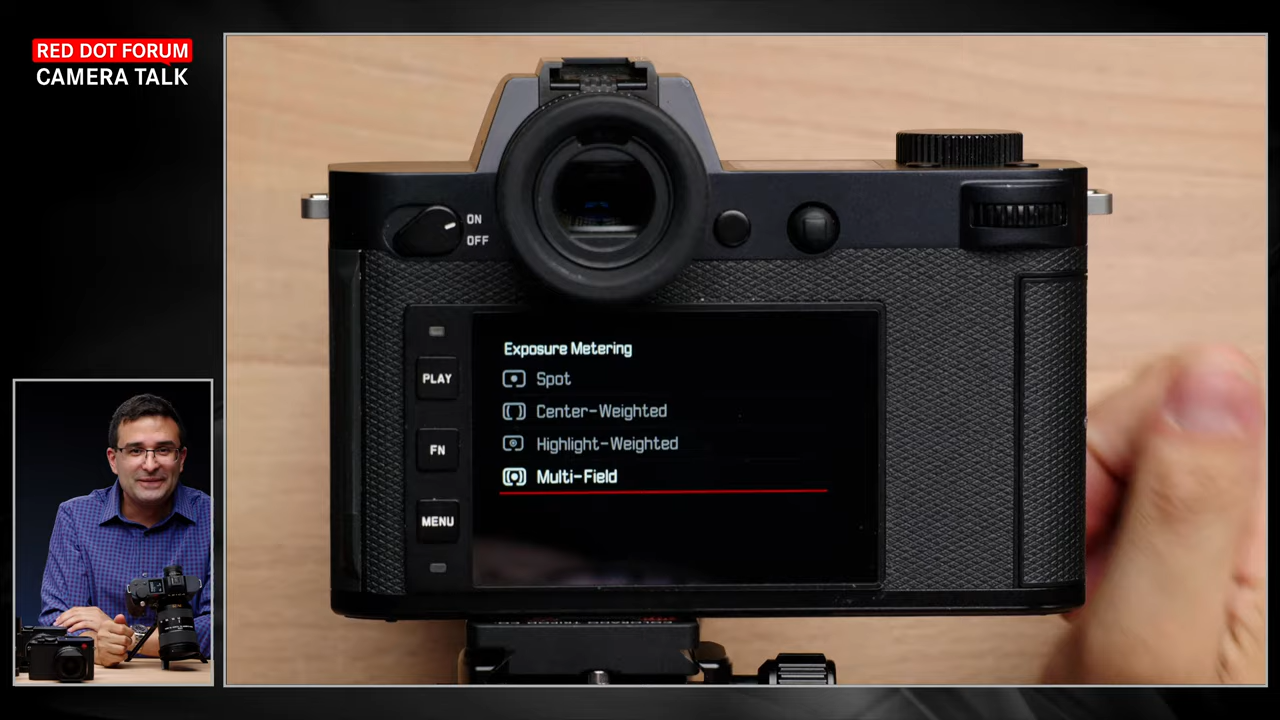 RED DOT FORUM
CAMERA TALK
ON
OFF
PLAY
FN
MENU
Exposure Metering
Spot
Center-Weighted
Highlight-Weighted
Multi-Field